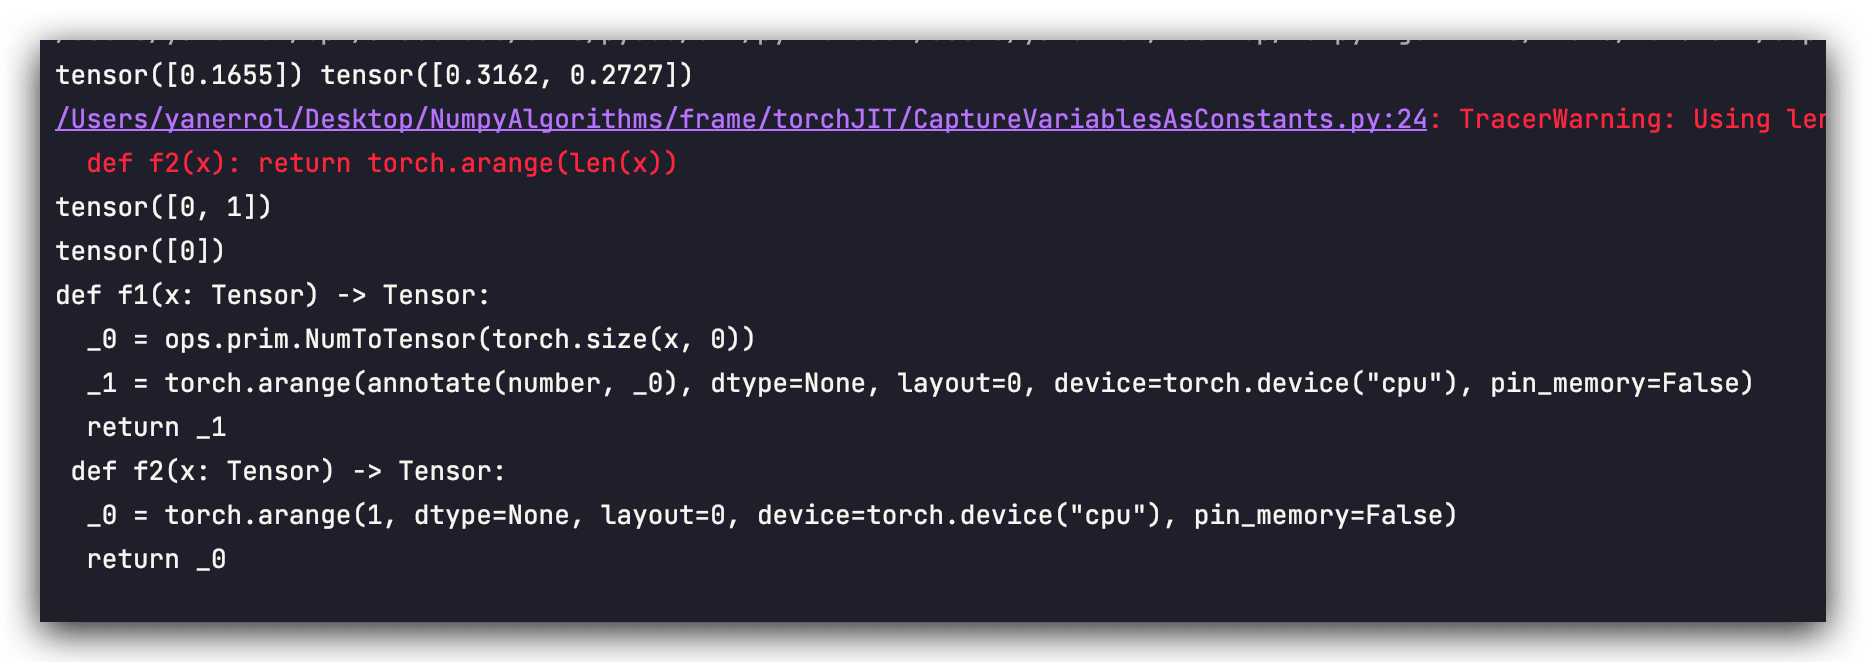 tensor([0.1655]) tensor([0.3162, 0.2727])
/Users/yanerrol/Desktop/NumpyAlgorithms/frame/torchJIT/CaptureVariablesAsConstants.py:24: TracerWarning: Using len
  def f2(x): return torch.arange(len(x))
tensor([0, 1])
tensor([0])
def f1(x: Tensor) -> Tensor:
  _0 = ops.prim.NumToTensor(torch.size(x, 0))
  _1 = torch.arange(annotate(number, _0), dtype=None, layout=0, device=torch.device("cpu"), pin_memory=False)
  return _1
 def f2(x: Tensor) -> Tensor:
  _0 = torch.arange(1, dtype=None, layout=0, device=torch.device("cpu"), pin_memory=False)
  return _0